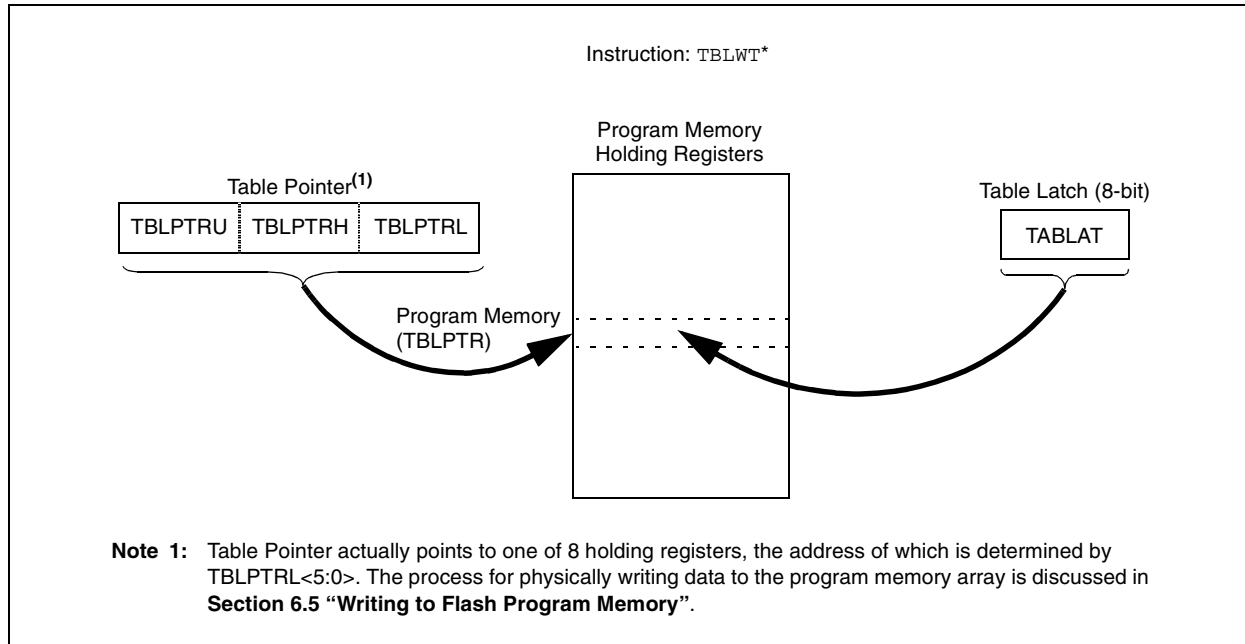 Instruction: TBLWT*
Program Memory
Holding Registers
Table Pointer(1)
Table Latch (8-bit)
TBLPTRU TBLPTRH TBLPTRL
TABLAT
Program Memory
(TBLPTR)
Note 1: Table Pointer actually points to one of 8 holding registers, the address of which is determined by
TBLPTRL<5:0>. The process for physically writing data to the program memory array is discussed in
Section 6.5 “Writing to Flash Program Memory”.